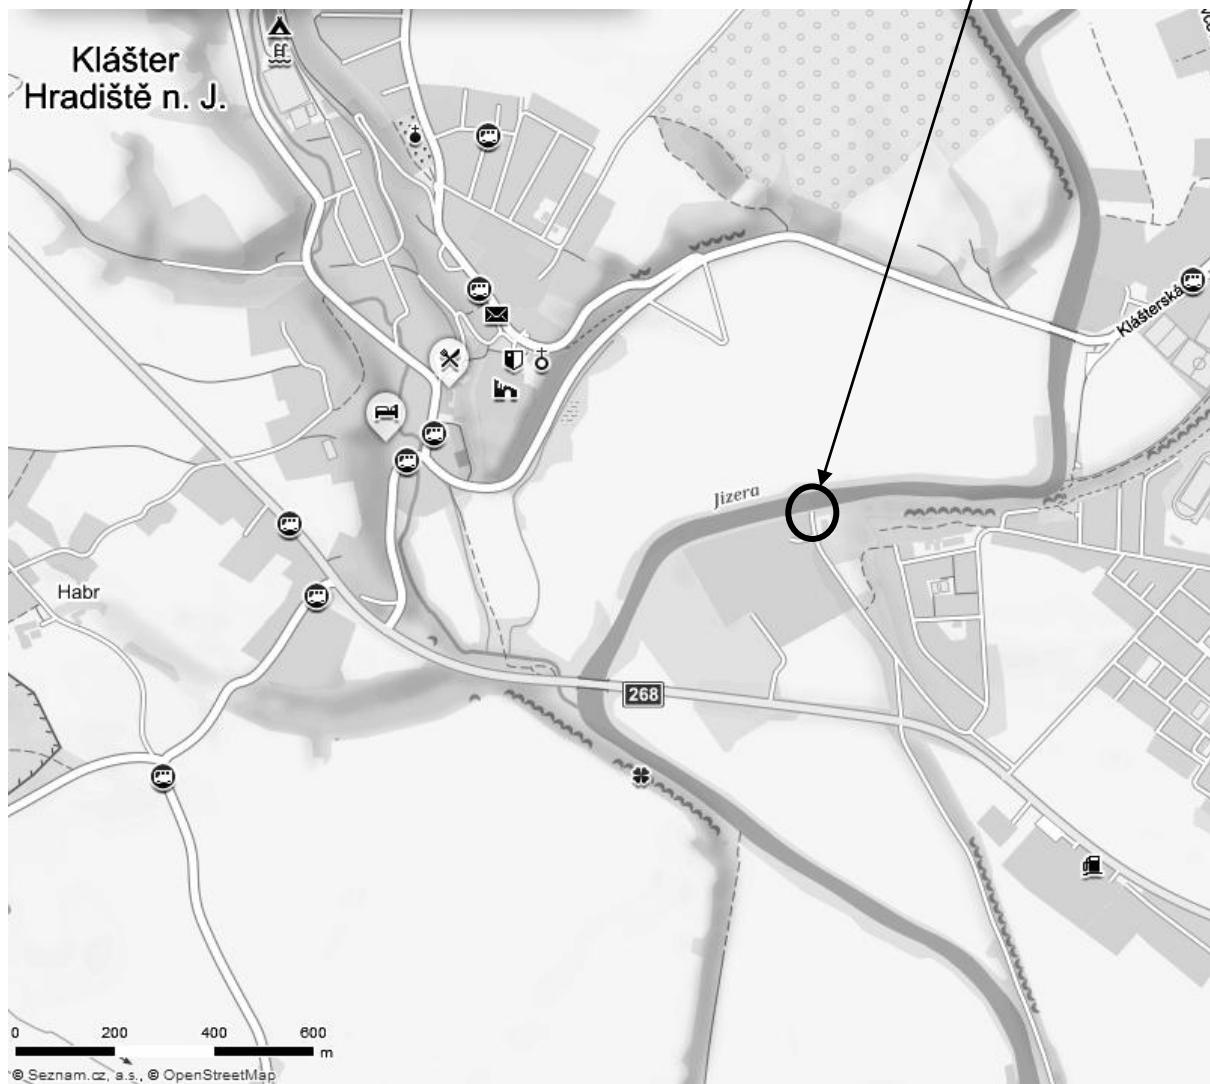 Klášter
Hradiště n. J.
Klášterská
Jizera
Habr
268
0 200 400 600
m
© Seznam.cz, a.s., © OpenStreetMap